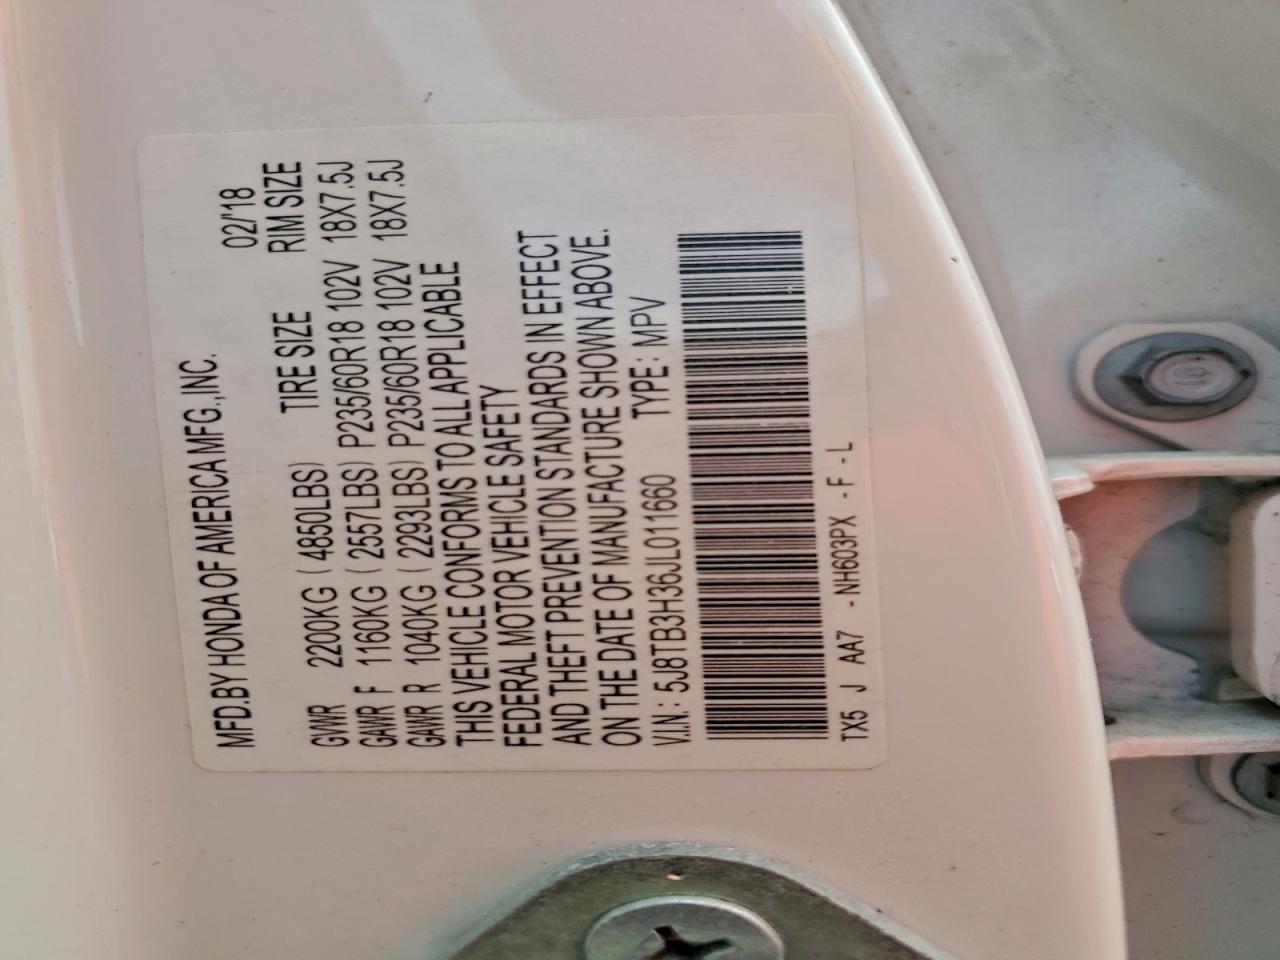 MFD.BY HONDA OF AMERICA MFG.,INC.
02/'18
GVWR 2200KG ( 4850LBS) TIRE SIZE RIM SIZE
GAWR F 1160KG ( 2557LBS) P235/60R18 102V 18X7.5J
GAWR R 1040KG ( 2293LBS) P235/60R18 102V 18X7.5J
THIS VEHICLE CONFORMS TO ALL APPLICABLE
FEDERAL MOTOR VEHICLE SAFETY
AND THEFT PREVENTION STANDARDS IN EFFECT
ON THE DATE OF MANUFACTURE SHOWN ABOVE.
V.I.N.: 5J8TB3H36JL011660 TYPE: MPV
TX5 J AA7 -NH603PX -F-L